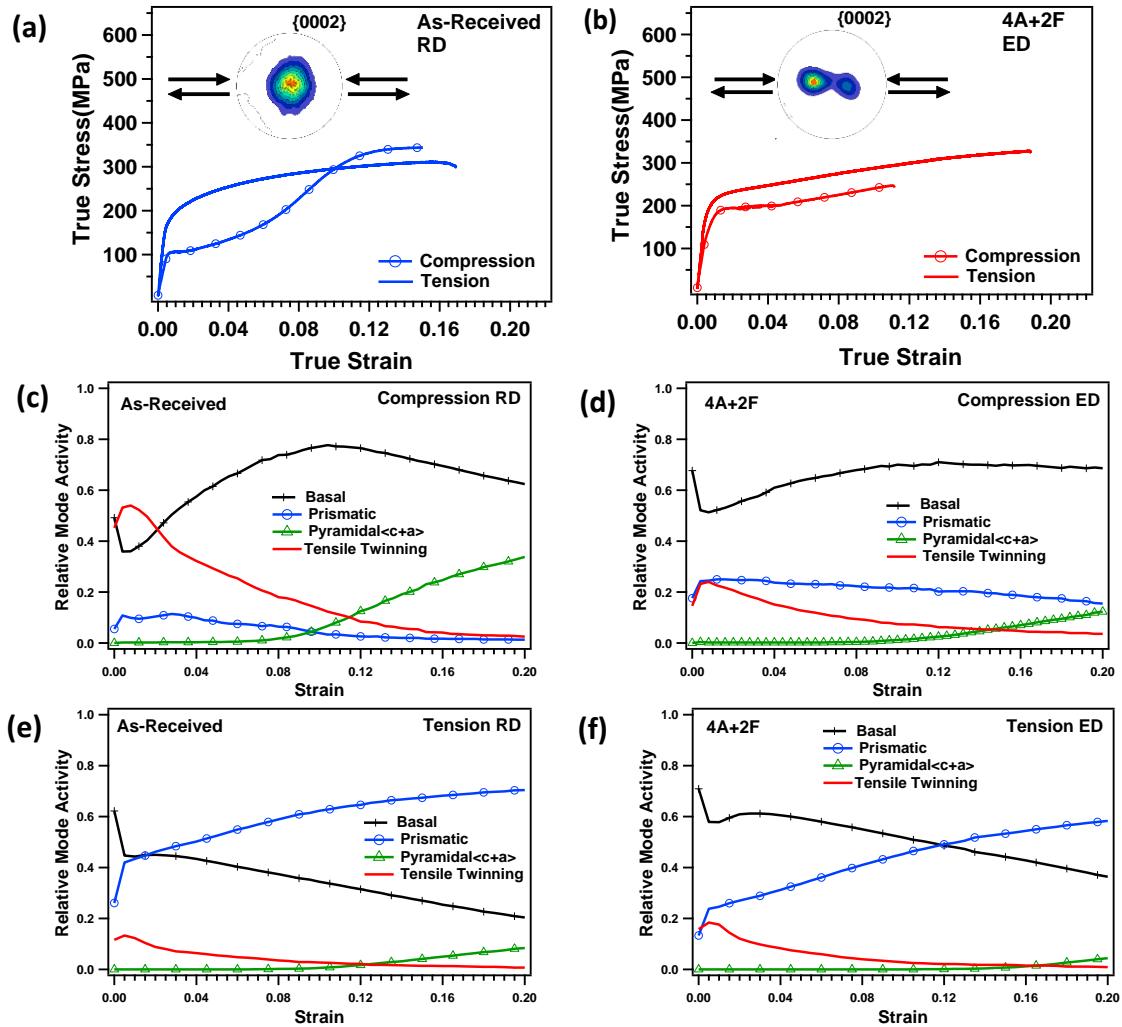 (a)
{0002}
As-Received
RD
600
500
400
300
200
100
True Stress(MPa)
Compression
Tension
0.00
0.04
0.08
0.12
0.16
0.20
True Strain
(b)
{0002}
4A+2F
ED
600
500
400
300
200
100
True Stress(MPa)
Compression
Tension
0.00
0.04
0.08
0.12
0.16
0.20
True Strain
(c)
As-Received
Compression RD
1.0
0.8
0.6
0.4
0.2
0.0
Relative Mode Activity
Basal
Prismatic
Pyramidal<c+a>
Tensile Twinning
0.00
0.04
0.08
0.12
0.16
0.20
Strain
(d)
4A+2F
Compression ED
1.0
0.8
0.6
0.4
0.2
0.0
Relative Mode Activity
Basal
Prismatic
Pyramidal<c+a>
Tensile Twinning
0.00
0.04
0.08
0.12
0.16
0.20
Strain
(e)
As-Received
Tension RD
1.0
0.8
0.6
0.4
0.2
0.0
Relative Mode Activity
Basal
Prismatic
Pyramidal<c+a>
Tensile Twinning
0.00
0.04
0.08
0.12
0.16
0.20
Strain
(f)
4A+2F
Tension ED
1.0
0.8
0.6
0.4
0.2
0.0
Relative Mode Activity
Basal
Prismatic
Pyramidal<c+a>
Tensile Twinning
0.00
0.04
0.08
0.12
0.16
0.20
Strain